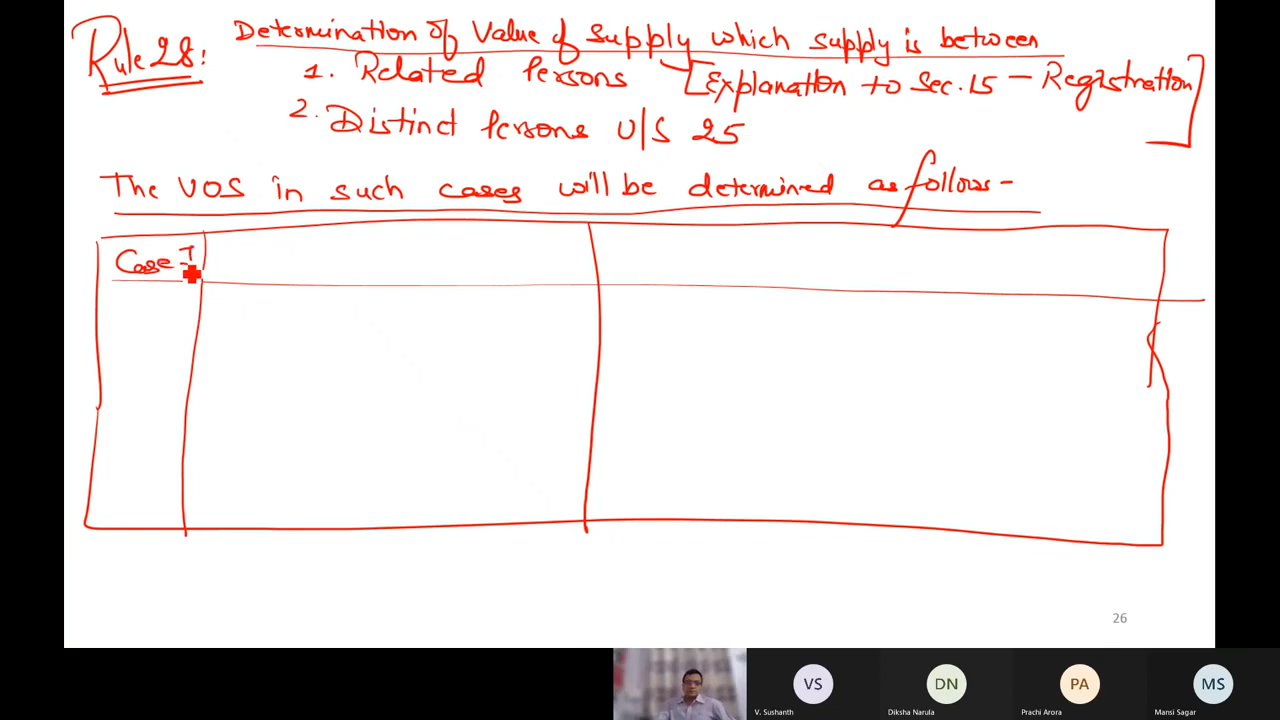 Rule 28: Determination of Value of Supply which supply is between
1. Related Persons [Explanation to Sec. 15 - Registration]
2. Distinct Persons U/S 25
The VOS in such cases will be determined as follows -
Case-I
26
VS DN PA MS
V. Sushanth Diksha Narula Prachi Arora Mansi Sagar